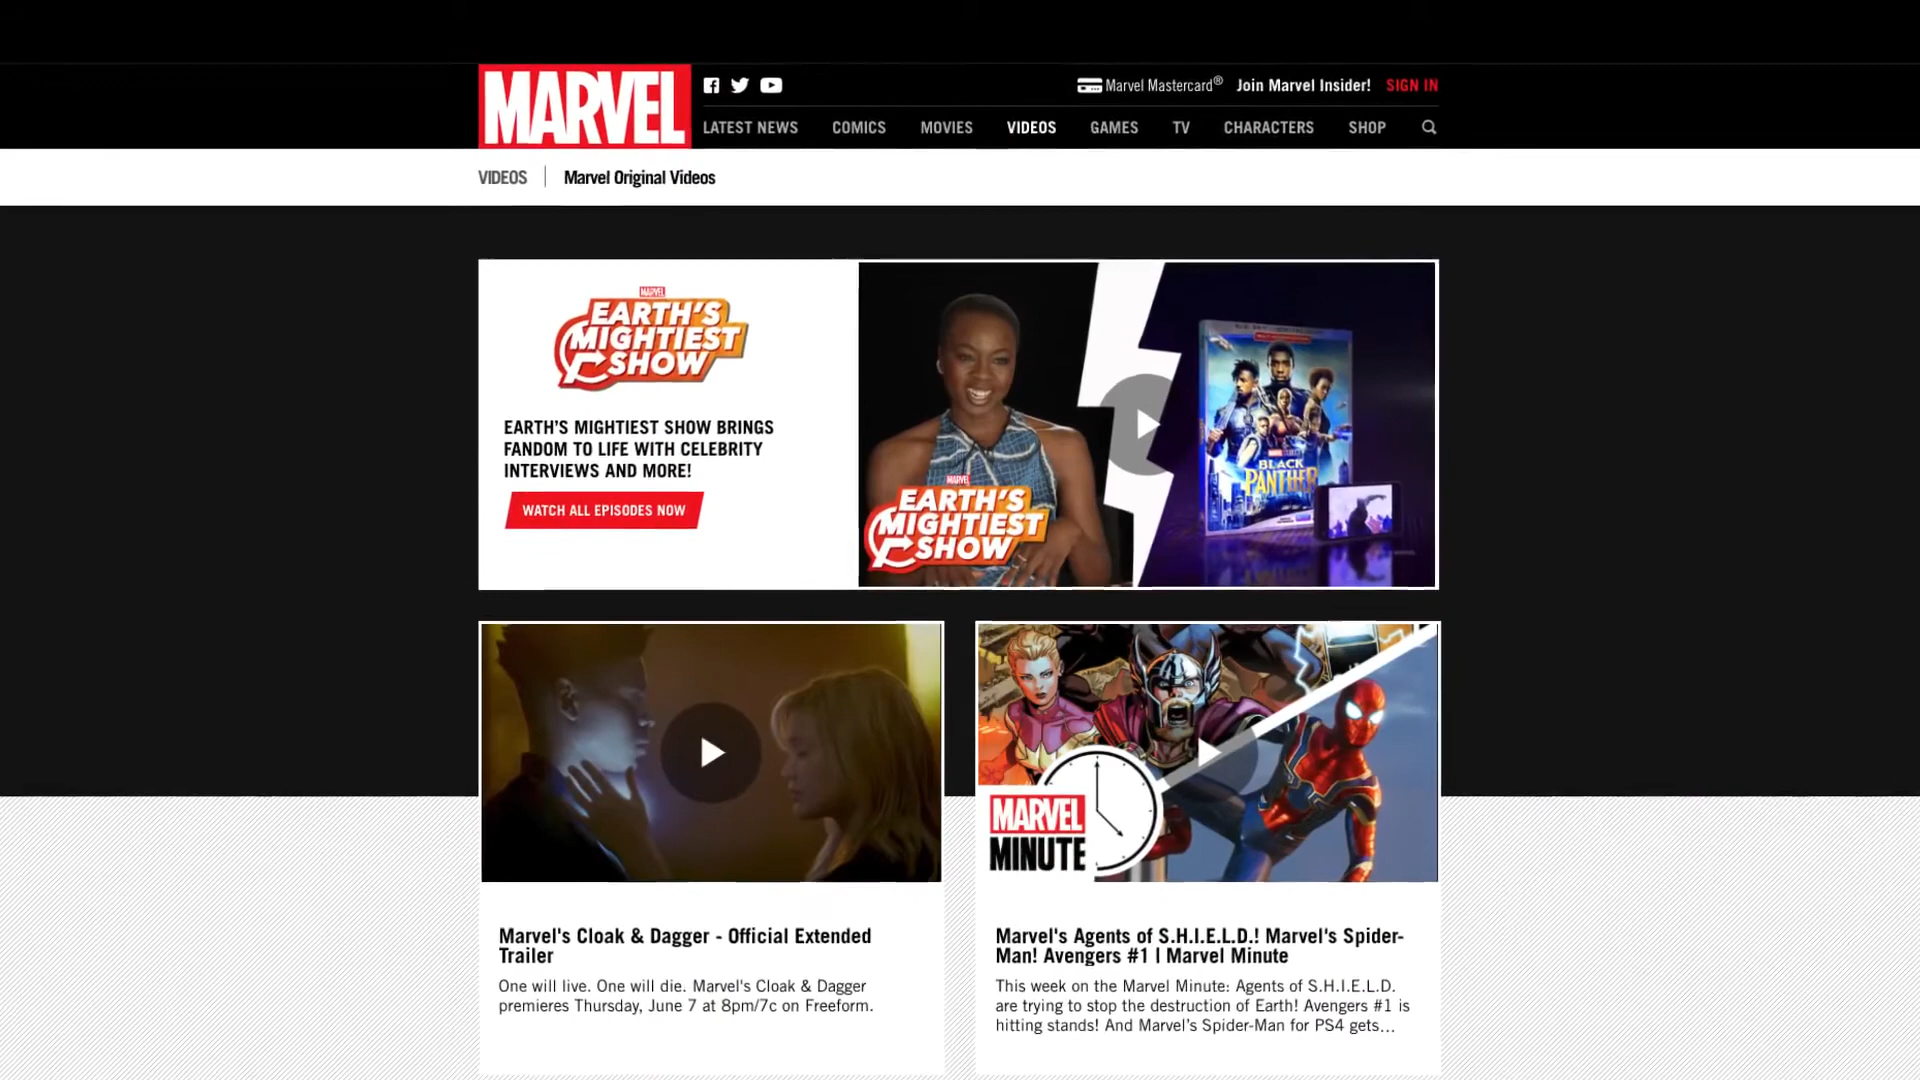 MARVEL
Marvel Mastercard® Join Marvel Insider! SIGN IN
LATEST NEWS COMICS MOVIES VIDEOS GAMES TV CHARACTERS SHOP
VIDEOS Marvel Original Videos
MARVEL
EARTH'S
MIGHTIEST
SHOW
EARTH'S MIGHTIEST SHOW BRINGS
FANDOM TO LIFE WITH CELEBRITY
INTERVIEWS AND MORE!
WATCH ALL EPISODES NOW
MARVEL
EARTH'S
MIGHTIEST
SHOW
BLACK
PANTHER
MARVEL
MINUTE
Marvel's Cloak & Dagger - Official Extended
Trailer
One will live. One will die. Marvel's Cloak & Dagger
premieres Thursday, June 7 at 8pm/7c on Freeform.
Marvel's Agents of S.H.I.E.L.D.! Marvel's Spider-
Man! Avengers #1 | Marvel Minute
This week on the Marvel Minute: Agents of S.H.I.E.L.D.
are trying to stop the destruction of Earth! Avengers #1 is
hitting stands! And Marvel's Spider-Man for PS4 gets...